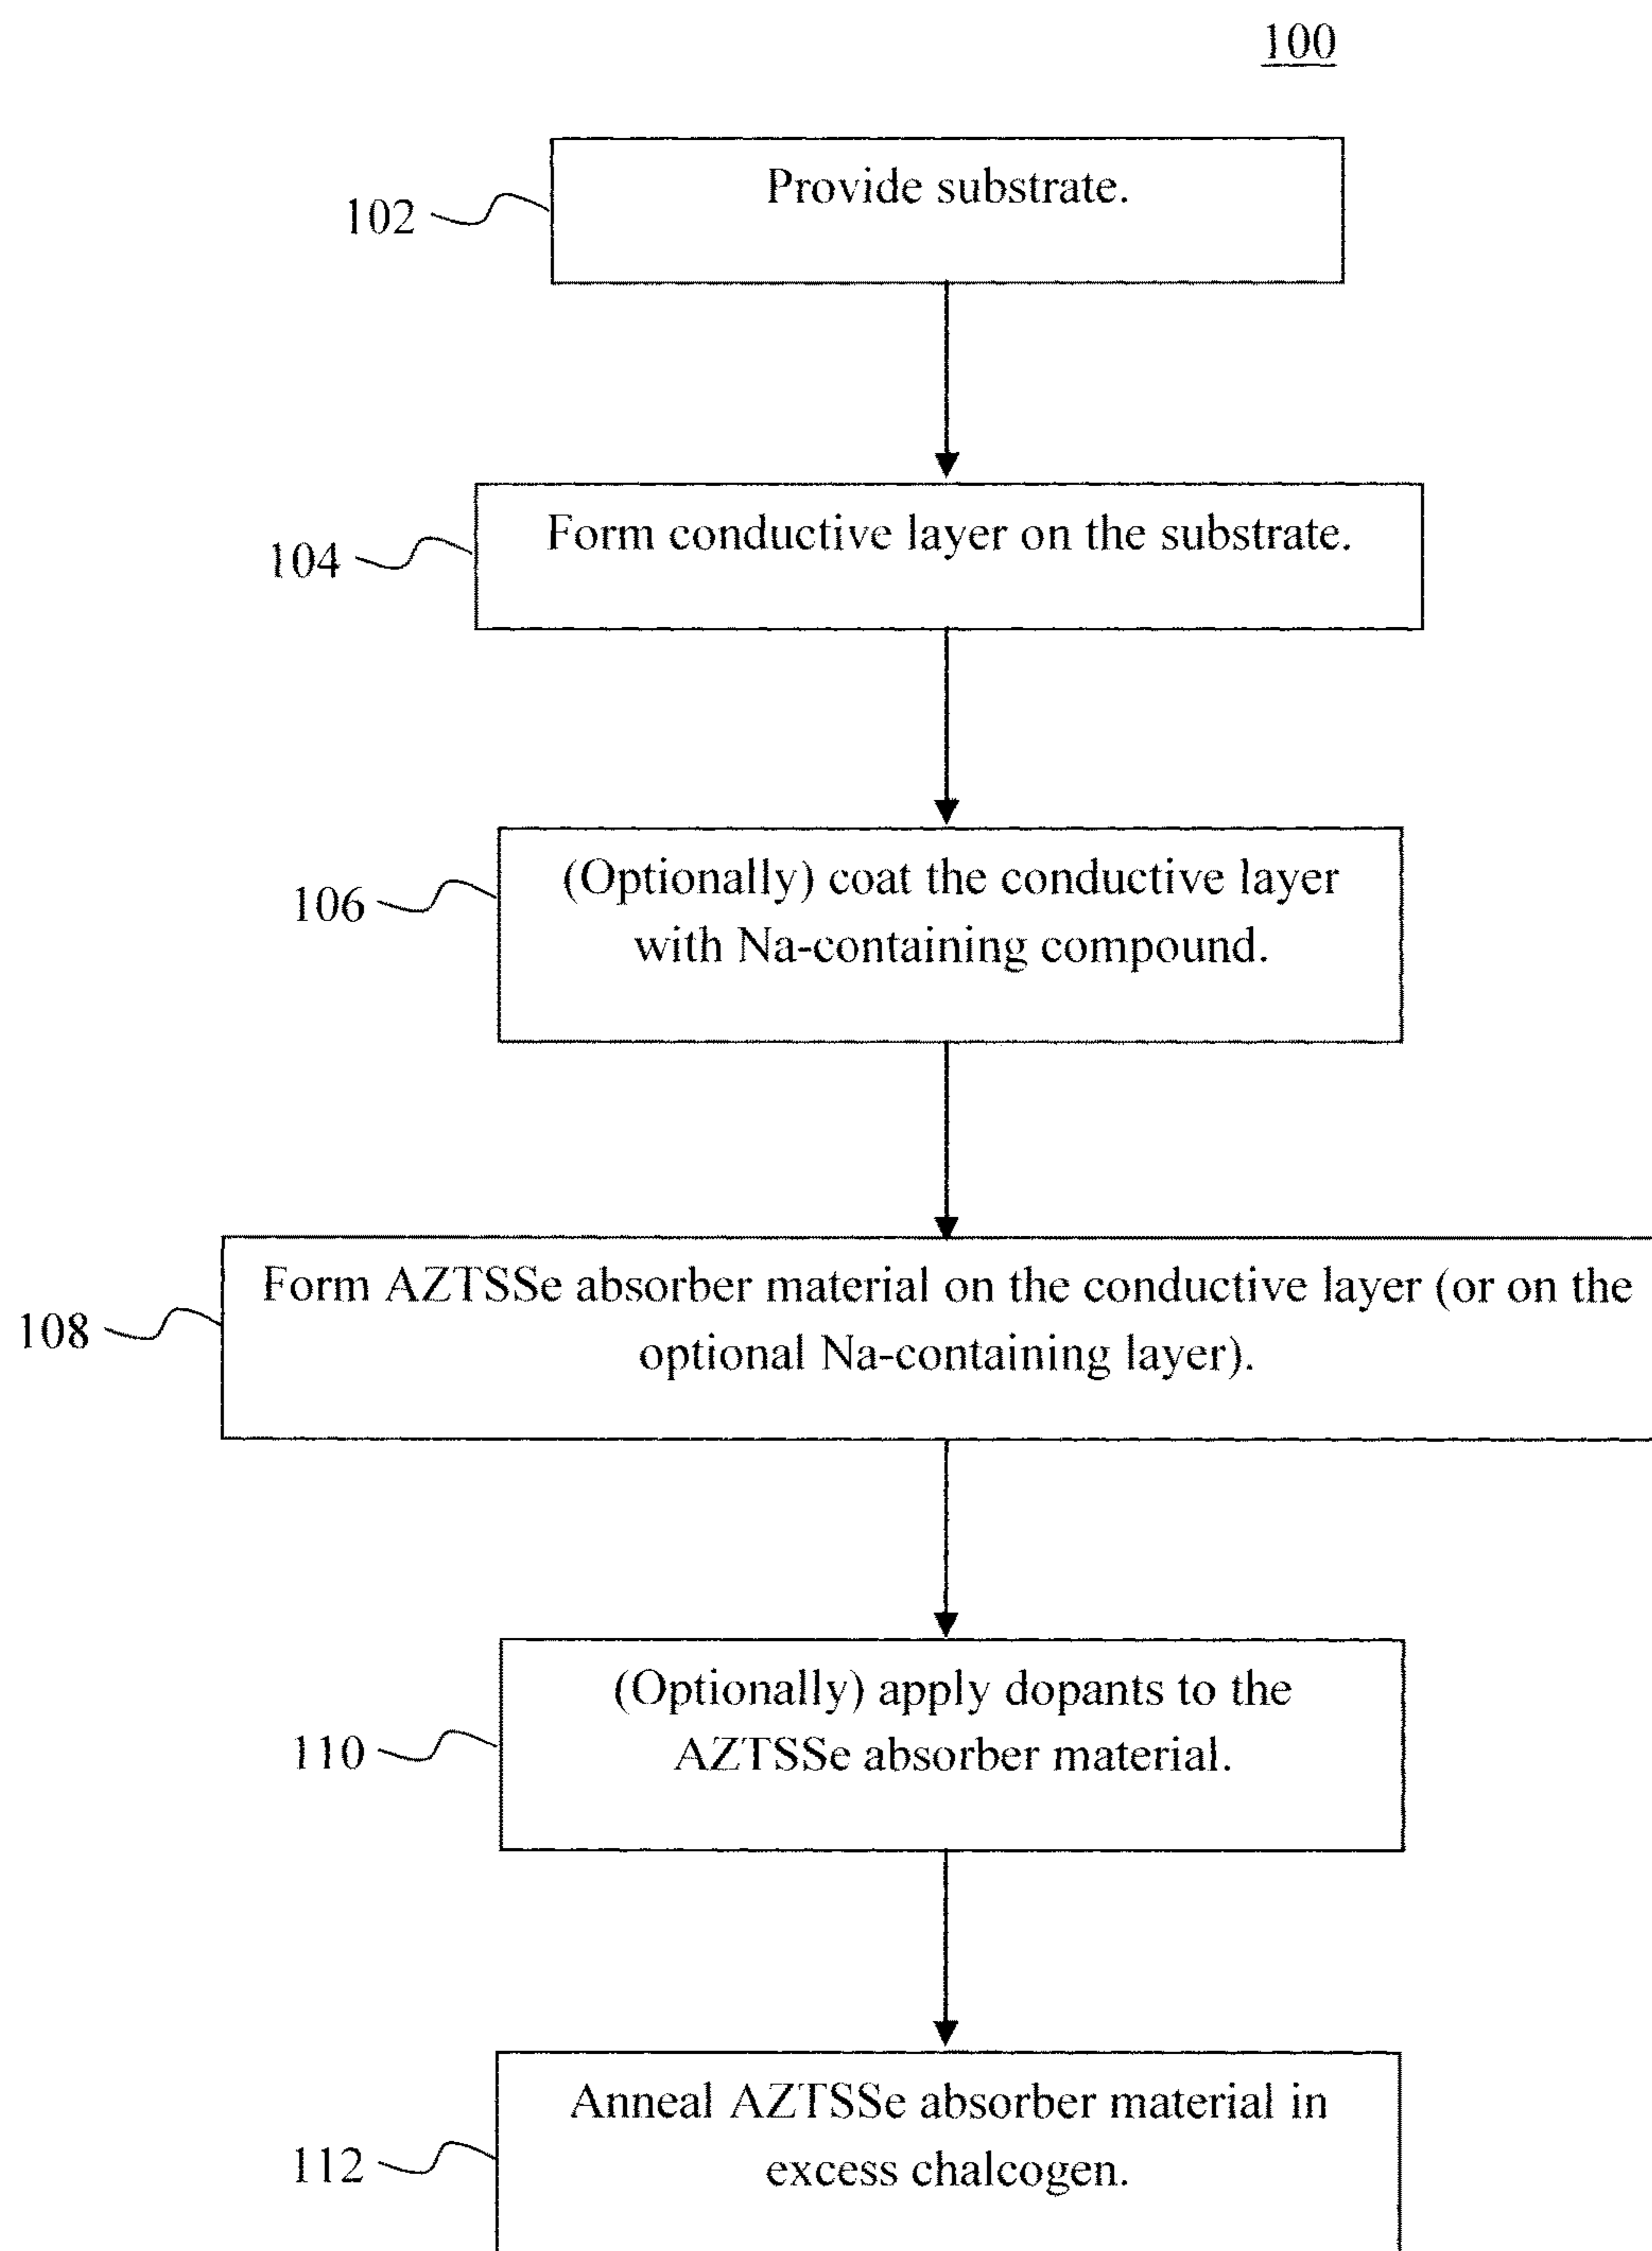 100
Provide substrate.
102
Form conductive layer on the substrate.
104
(Optionally) coat the conductive layer
106
with Na-containing compound.
Form AZTSSe absorber material on the conductive layer (or on the
108
optional Na-containing layer).
(Optionally) apply dopants to the
110
AZTSSe absorber material.
Anneal AZTSSe absorber material in
112
excess chalcogen.